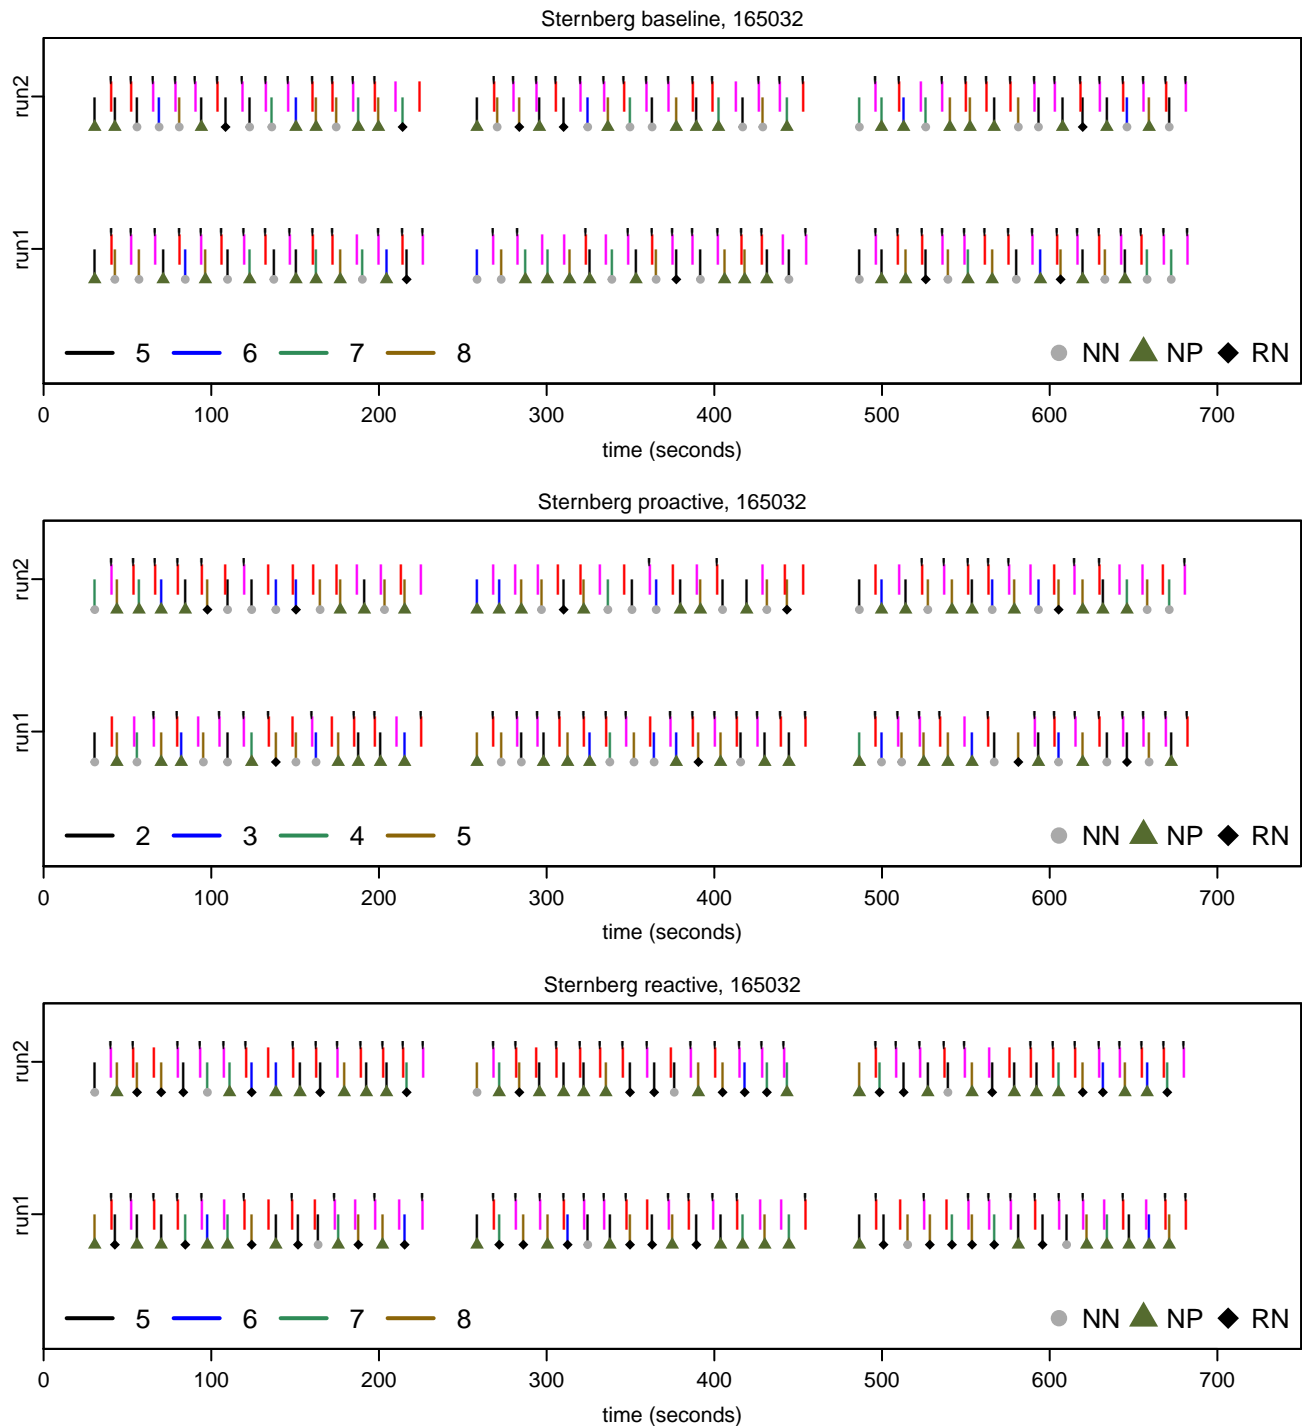 Sternberg baseline, 165032
run2
run1
5 6 7 8 NN NP RN
0 100 200 300 400 500 600 700
time (seconds)
Sternberg proactive, 165032
run2
run1
2 3 4 5 NN NP RN
0 100 200 300 400 500 600 700
time (seconds)
Sternberg reactive, 165032
run2
run1
5 6 7 8 NN NP RN
0 100 200 300 400 500 600 700
time (seconds)